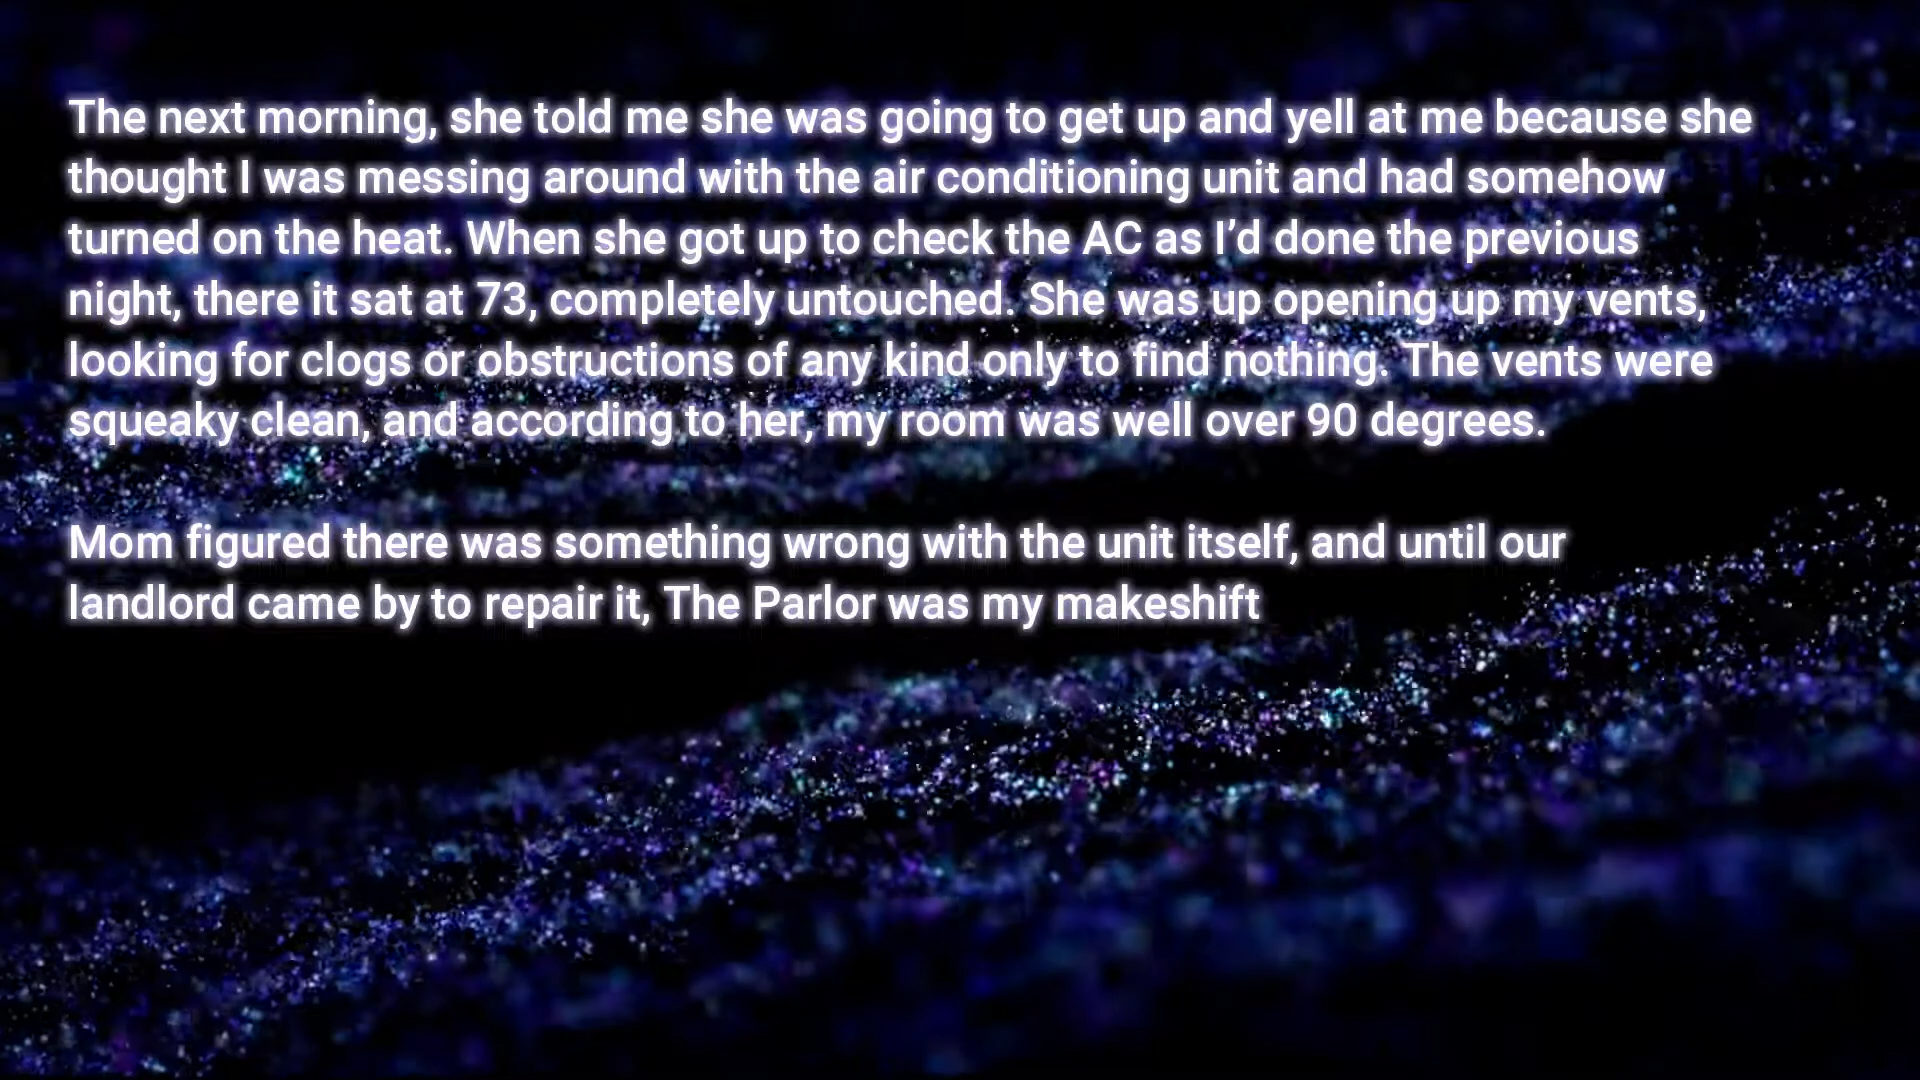 The next morning, she told me she was going to get up and yell at me because she
thought I was messing around with the air conditioning unit and had somehow
turned on the heat. When she got up to check the AC as I’d done the previous
night, there it sat at 73, completely untouched. She was up opening up my vents,
looking for clogs or obstructions of any kind only to find nothing. The vents were
squeaky clean, and according to her, my room was well over 90 degrees.
Mom figured there was something wrong with the unit itself, and until our
landlord came by to repair it, The Parlor was my makeshift